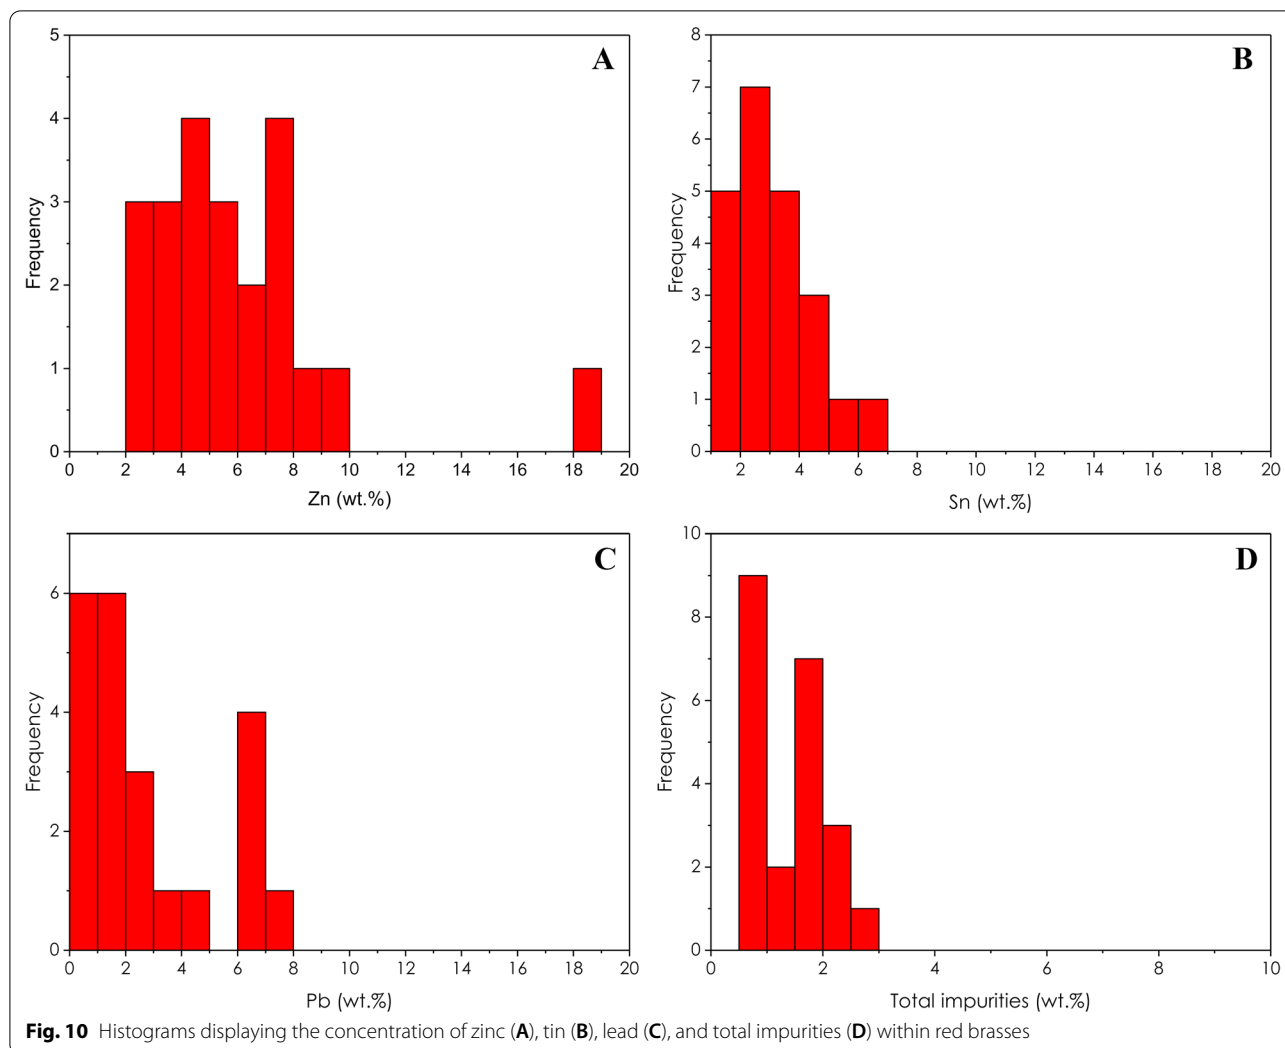 A
5
4
3
2
1
0
Frequency
0 2 4 6 8 10 12 14 16 18 20
Zn (wt.%)
B
8
7
6
5
4
3
2
1
0
Frequency
2 4 6 8 10 12 14 16 18 20
Sn (wt.%)
C
6
4
2
0
Frequency
0 2 4 6 8 10 12 14 16 18 20
Pb (wt.%)
D
10
8
6
4
2
0
Frequency
0 2 4 6 8 10
Total impurities (wt.%)
Fig. 10 Histograms displaying the concentration of zinc (A), tin (B), lead (C), and total impurities (D) within red brasses